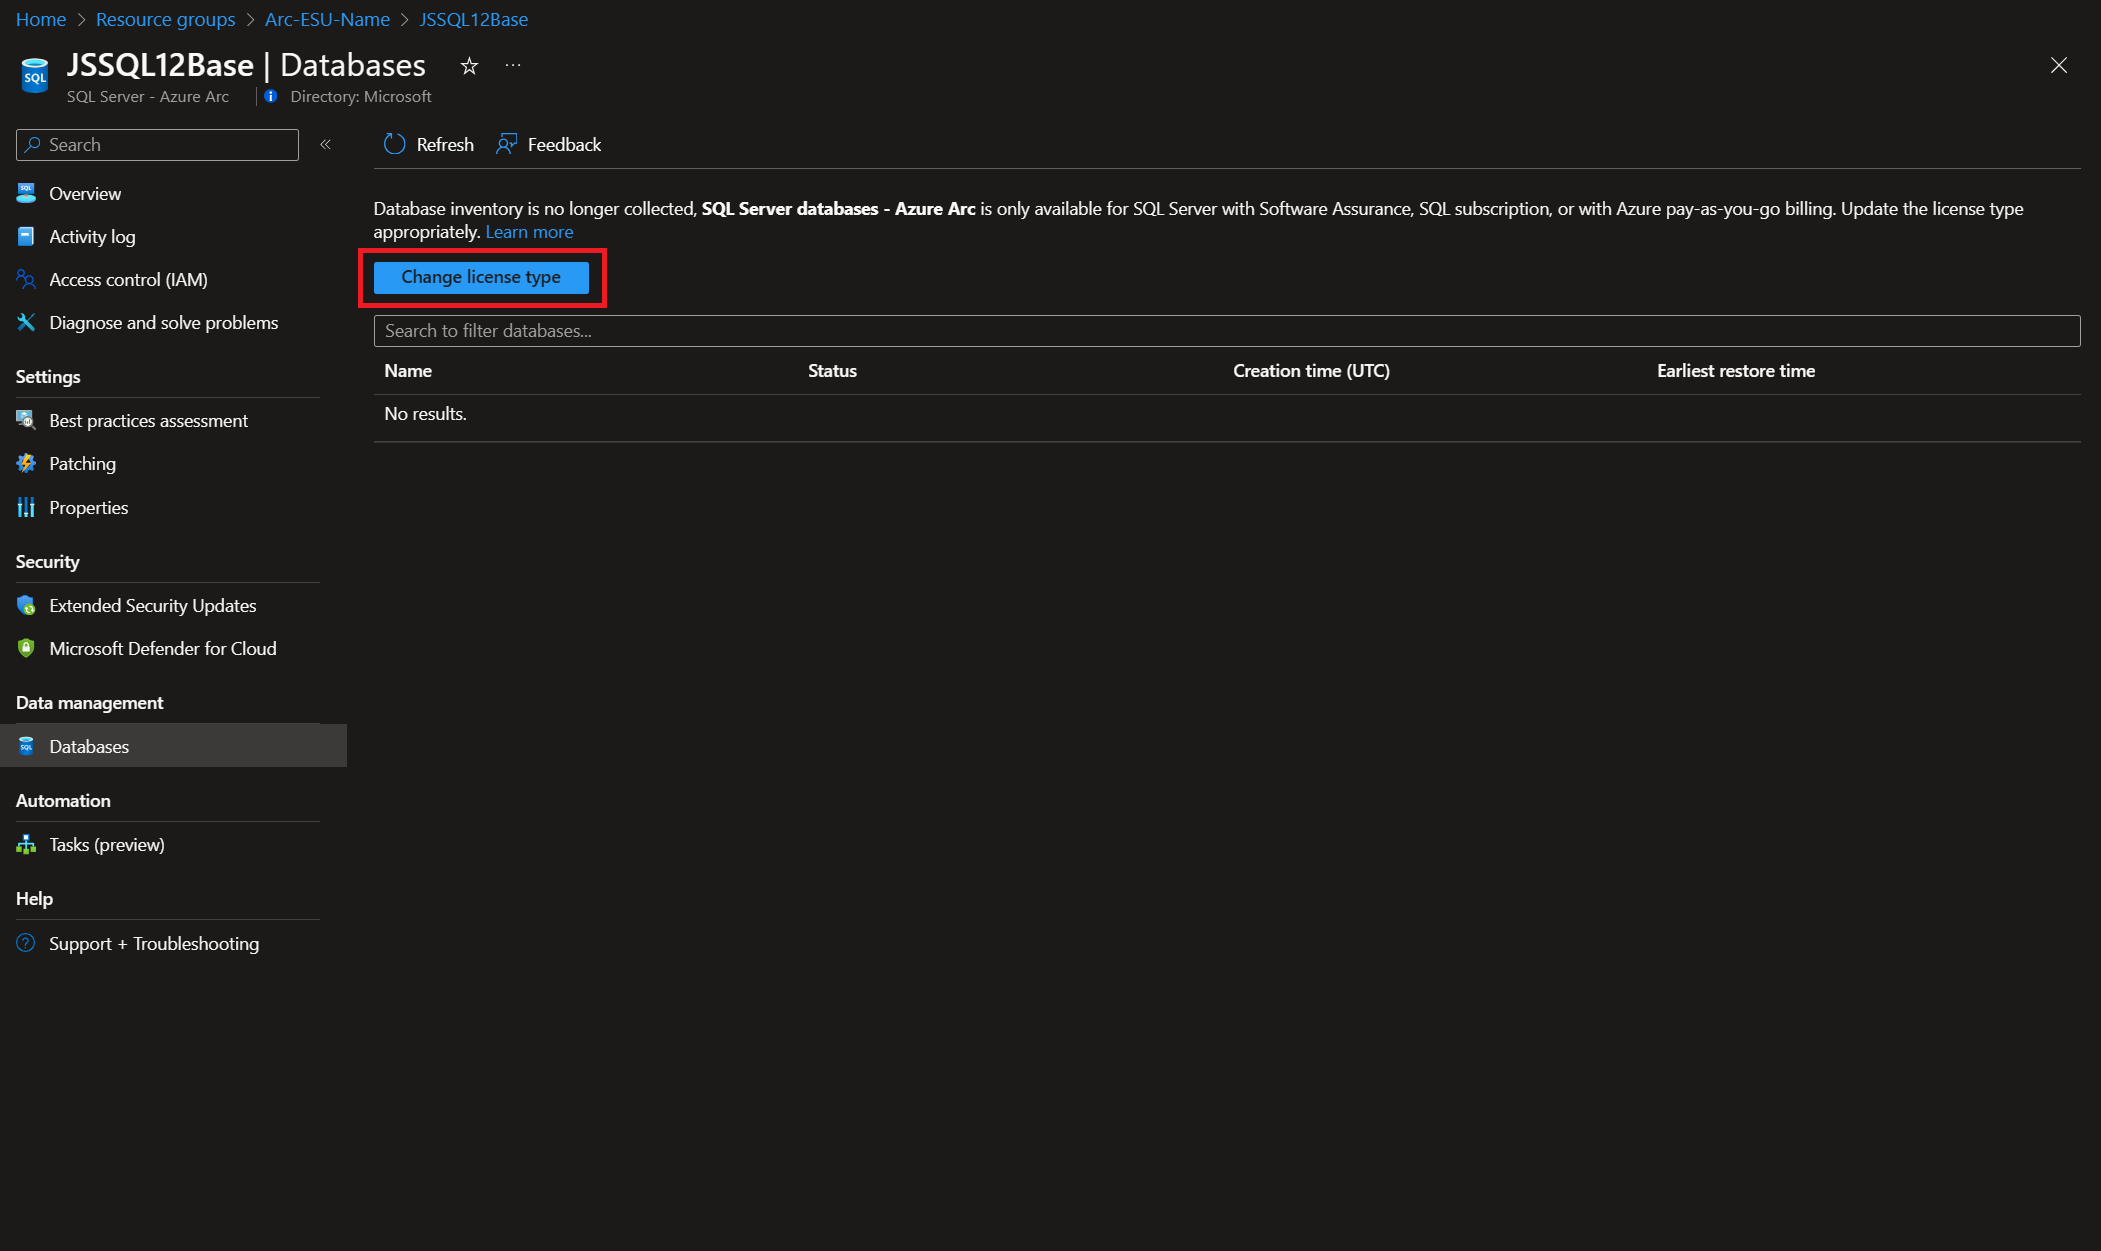 Home > Resource groups > Arc-ESU-Name > JSSQL12Base
SQL
JSSQL12Base | Databases
SQL Server - Azure Arc
Directory: Microsoft
Search
Refresh
Feedback
Overview
Activity log
Access control (IAM)
Diagnose and solve problems
Settings
Best practices assessment
Patching
Properties
Security
Extended Security Updates
Microsoft Defender for Cloud
Data management
Databases
Automation
Tasks (preview)
Help
Support + Troubleshooting
Database inventory is no longer collected, SQL Server databases - Azure Arc is only available for SQL Server with Software Assurance, SQL subscription, or with Azure pay-as-you-go billing. Update the license type
appropriately. Learn more
Change license type
Search to filter databases...
Name Status Creation time (UTC) Earliest restore time
No results.